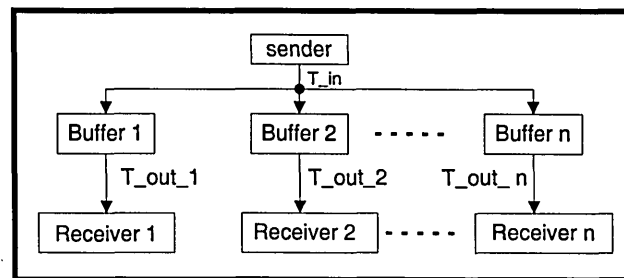 sender
T_in
Buffer 1 Buffer 2 Buffer n
T_out_1 T_out_2 T_out_ n
Receiver 1 Receiver 2 Receiver n